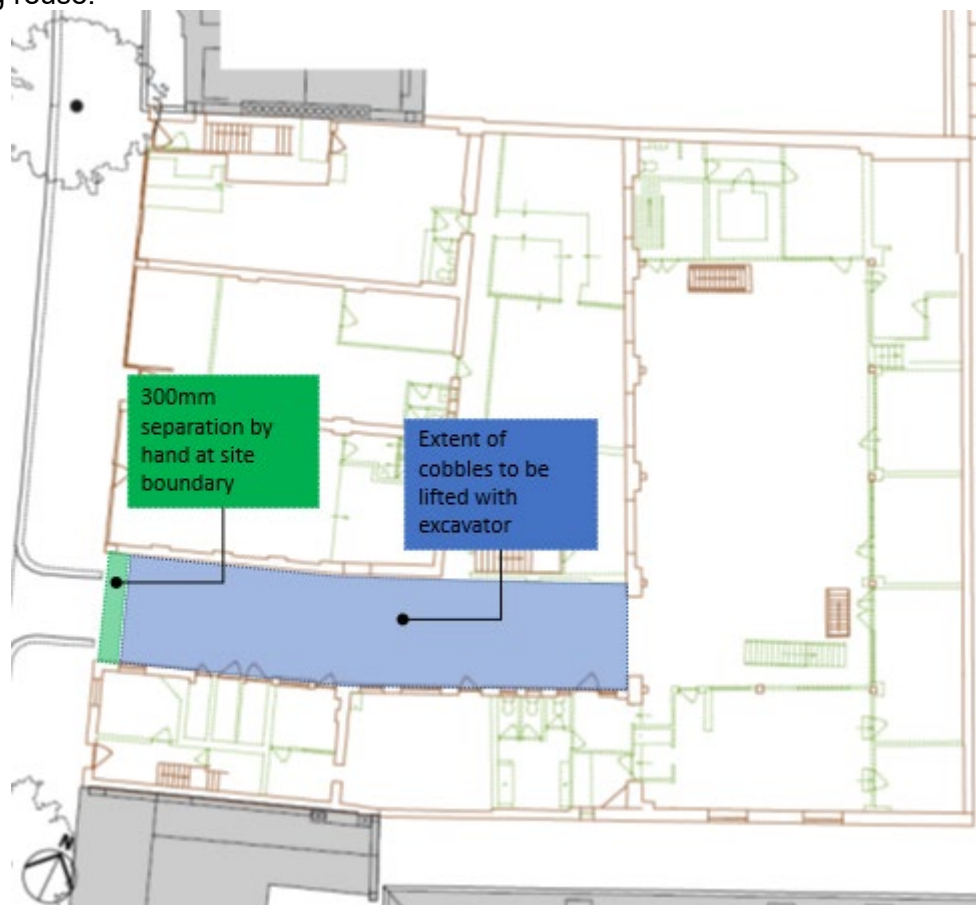 300mm
separation by
hand at site
boundary
Extent of
cobbles to be
lifted with
excavator
N